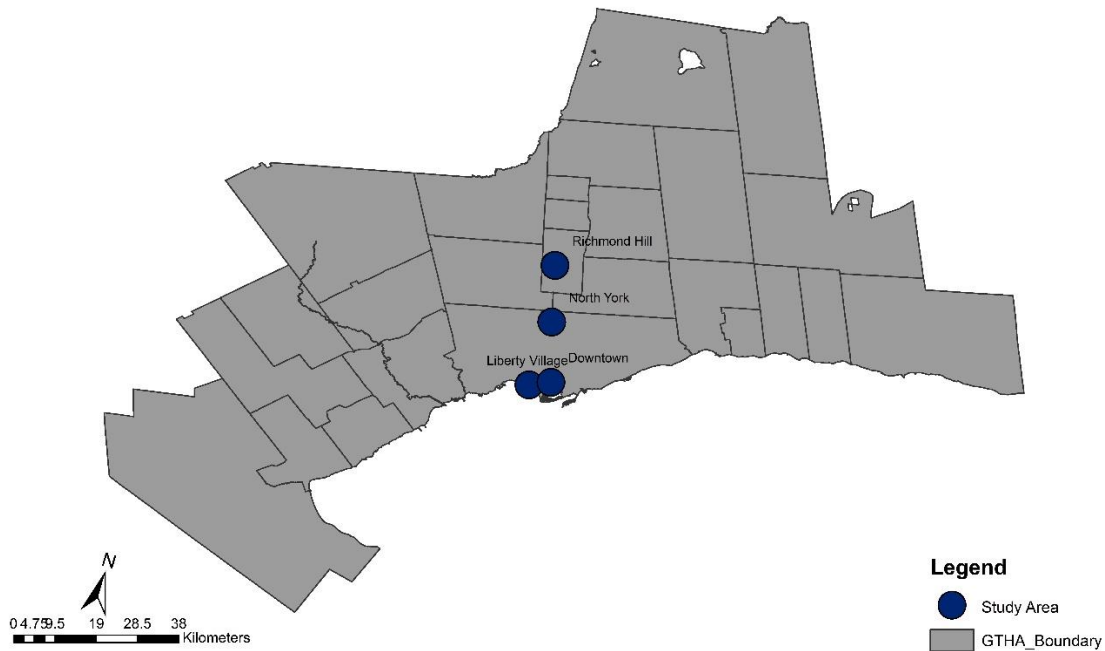 Richmond Hill
North York
Liberty Village
Downtown
N
0 4.75 9.5 19 28.5 38
Kilometers
Legend
Study Area
GTHA_Boundary